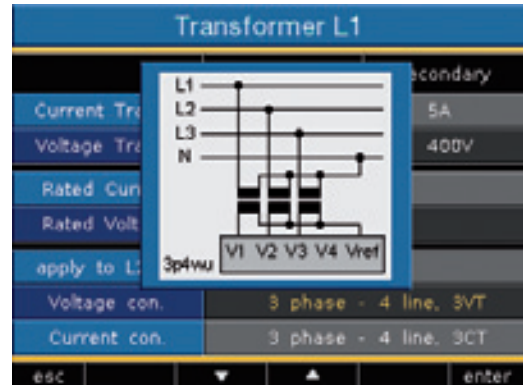 Transformer L1
econdary
Current Tra
5A
Voltage Tra
400V
Rated Curr
Rated Volt
apply to L2
Voltage con. 3 phase - 4 line, 3VT
Current con. 3 phase - 4 line, 3CT
L1
L2
L3
N
V1 V2 V3 V4 Vref
3p4wu
esc enter